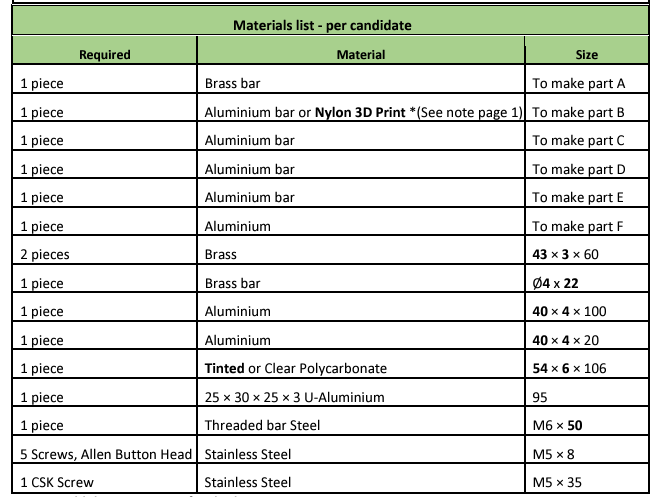 Materials list - per candidate
Required Material Size
1 piece Brass bar To make part A
1 piece Aluminium bar or Nylon 3D Print *(See note page 1) To make part B
1 piece Aluminium bar To make part C
1 piece Aluminium bar To make part D
1 piece Aluminium bar To make part E
1 piece Aluminium To make part F
2 pieces Brass 43 × 3 × 60
1 piece Brass bar Ø4 x 22
1 piece Aluminium 40 × 4 × 100
1 piece Aluminium 40 × 4 × 20
1 piece Tinted or Clear Polycarbonate 54 × 6 × 106
1 piece 25 × 30 × 25 × 3 U-Aluminium 95
1 piece Threaded bar Steel M6 × 50
5 Screws, Allen Button Head Stainless Steel M5 × 8
1 CSK Screw Stainless Steel M5 × 35